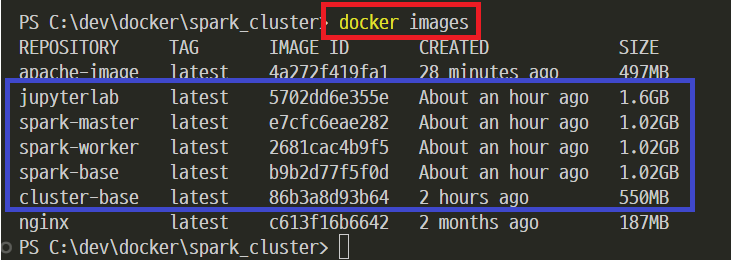 PS C:\dev\docker\spark_cluster> docker images
REPOSITORY TAG IMAGE ID CREATED SIZE
apache-image latest 4a272f419fa1 28 minutes ago 497MB
jupyterlab latest 5702dd6e355e About an hour ago 1.6GB
spark-master latest e7cfc6eae282 About an hour ago 1.02GB
spark-worker latest 2681cac4b9f5 About an hour ago 1.02GB
spark-base latest b9b2d77f5f0d About an hour ago 1.02GB
cluster-base latest 86b3a8d93b64 2 hours ago 550MB
nginx latest c613f16b6642 2 months ago 187MB
PS C:\dev\docker\spark_cluster>